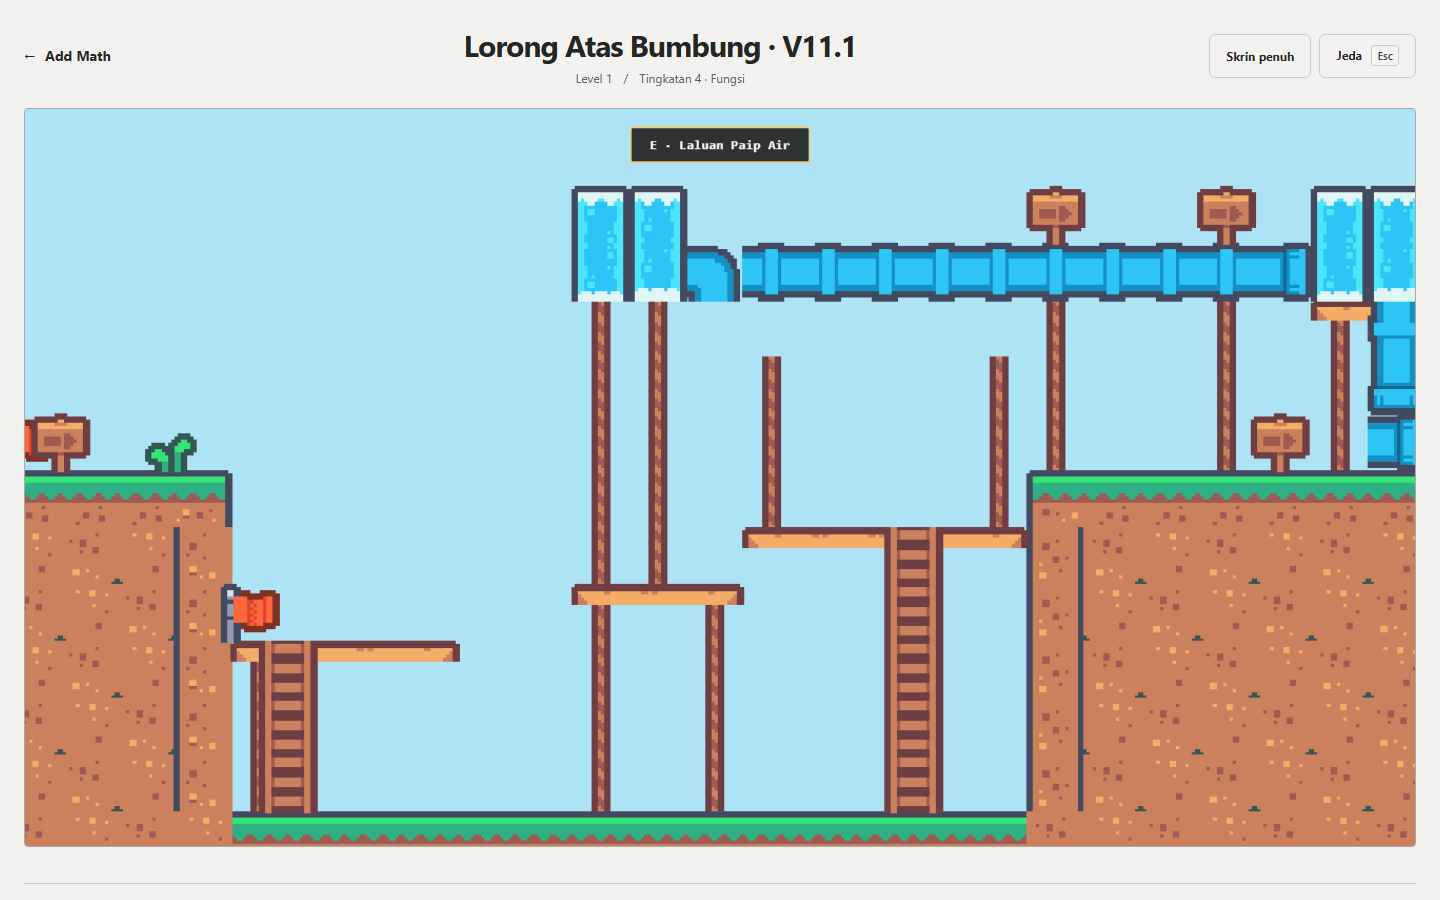 ← Add Math
Lorong Atas Bumbung · V11.1
Level 1 / Tingkatan 4 · Fungsi
Skrin penuh
Jeda Esc
E · Laluan Paip Air